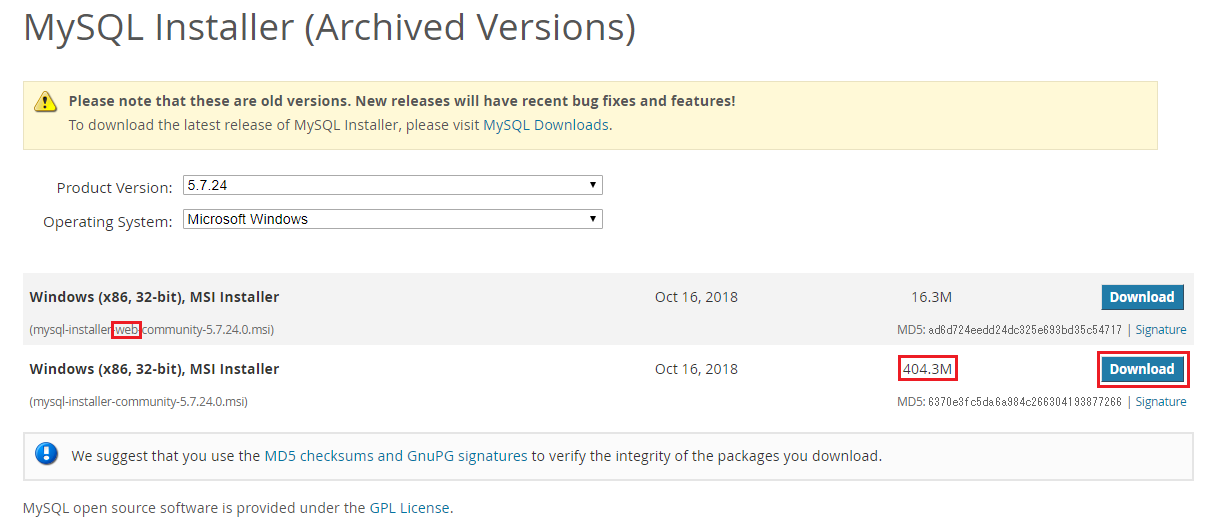 MySQL Installer (Archived Versions)
Please note that these are old versions. New releases will have recent bug fixes and features!
To download the latest release of MySQL Installer, please visit MySQL Downloads.
Product Version: 5.7.24
Operating System: Microsoft Windows
Windows (x86, 32-bit), MSI Installer Oct 16, 2018 16.3M Download
(mysql-installer-web-community-5.7.24.0.msi) MD5: ad6d724eedd24dc325e693bd35c54717 | Signature
Windows (x86, 32-bit), MSI Installer Oct 16, 2018 404.3M Download
(mysql-installer-community-5.7.24.0.msi) MD5: 6370e3fc5da6a984c266304193877266 | Signature
We suggest that you use the MD5 checksums and GnuPG signatures to verify the integrity of the packages you download.
MySQL open source software is provided under the GPL License.